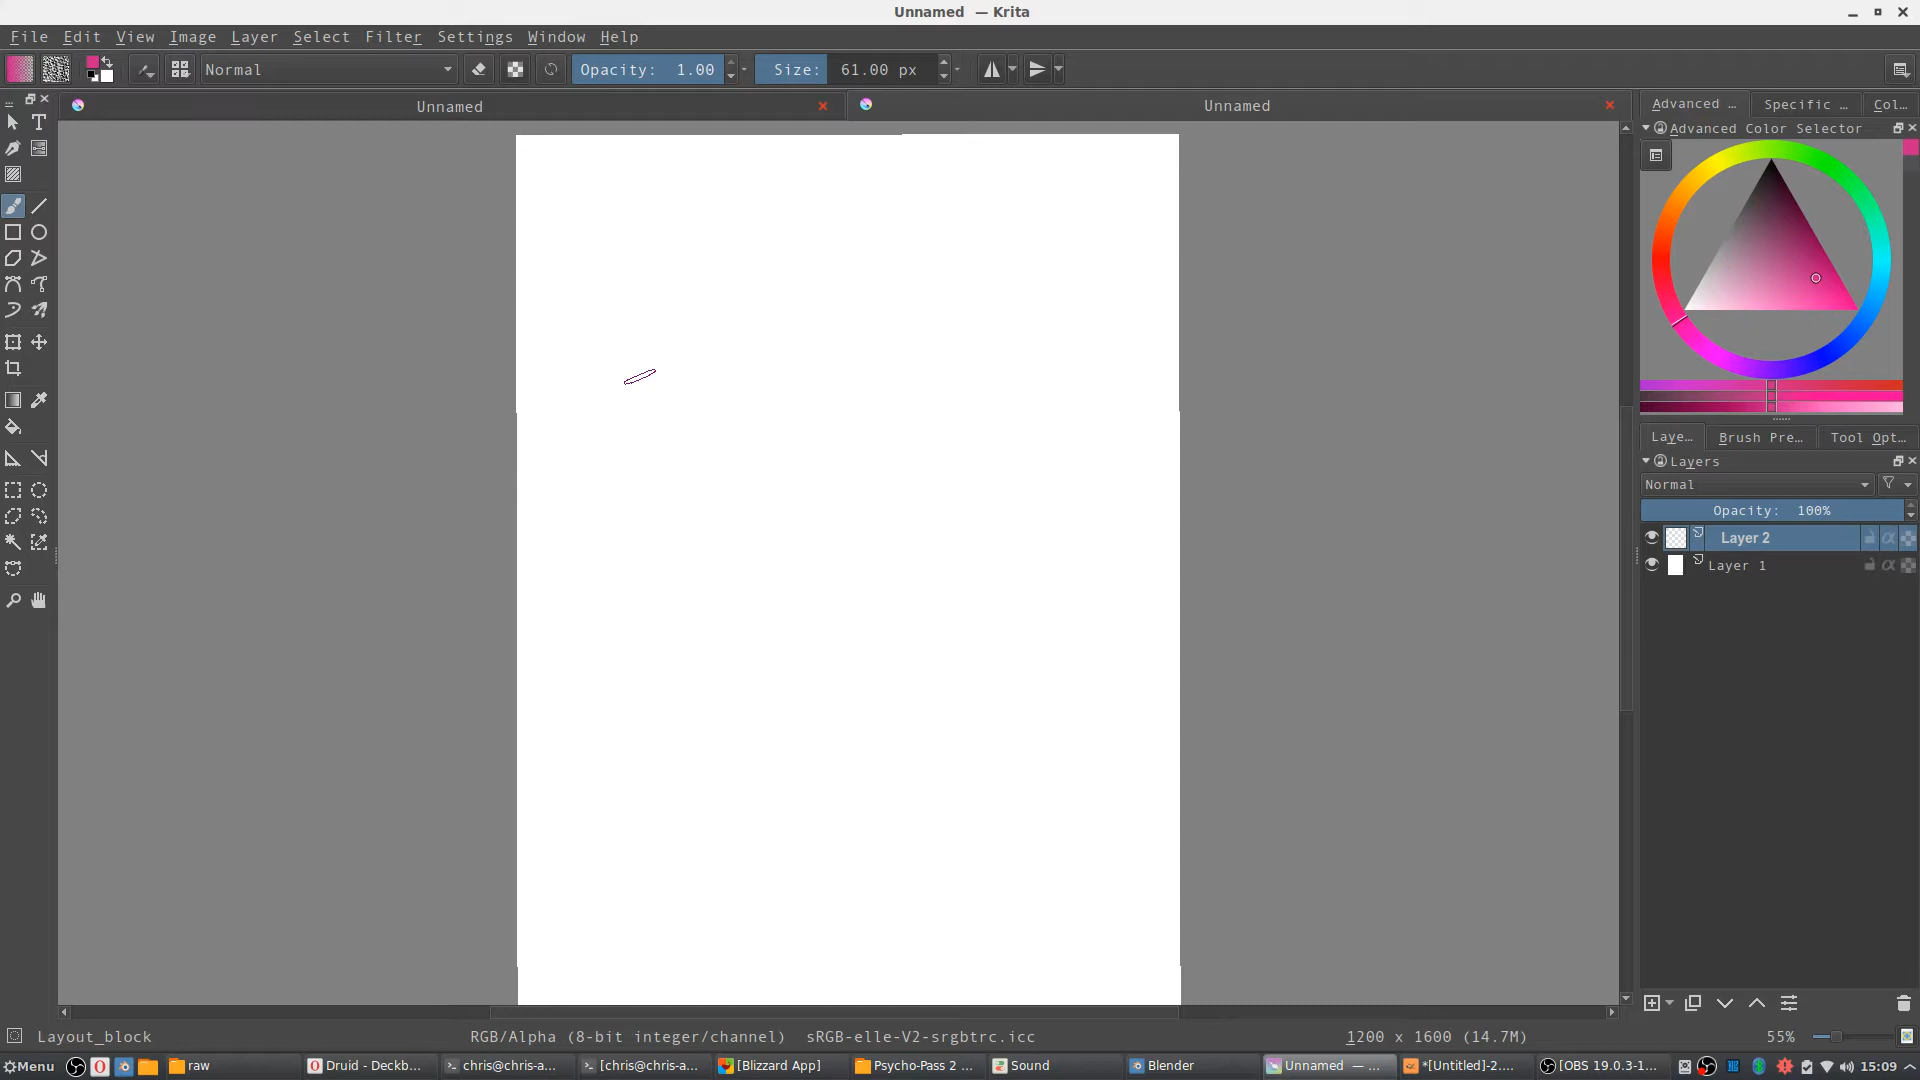 Unnamed — Krita
File Edit View Image Layer Select Filter Settings Window Help
Normal Opacity: 1.00 Size: 61.00 px
Unnamed Unnamed
Advanced ... Specific ... Col...
Advanced Color Selector
Laye... Brush Pre... Tool Opt...
Layers
Normal
Opacity: 100%
Layer 2
Layer 1
Layout_block RGB/Alpha (8-bit integer/channel) sRGB-elle-V2-srgbtrc.icc 1200 x 1600 (14.7M) 55%
Menu raw Druid - Deckb... chris@chris-a... [chris@chris-a... [Blizzard App] Psycho-Pass 2 ... Sound Blender Unnamed — ... *[Untitled]-2.... [OBS 19.0.3-1... 15:09